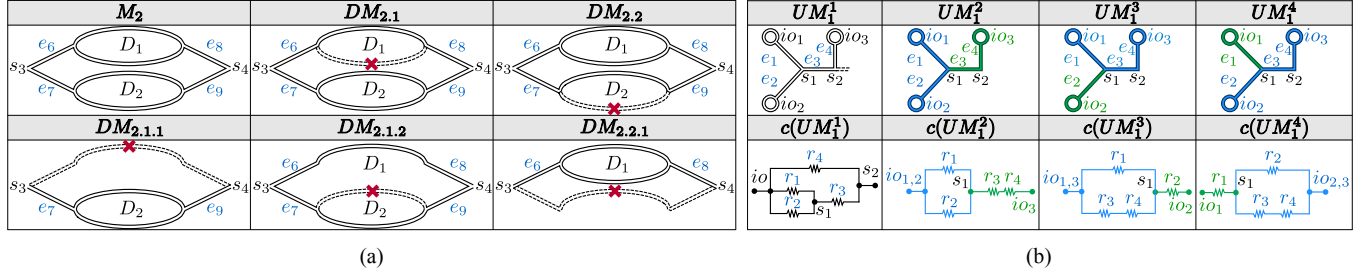 M₂ DM₂.₁ DM₂.₂
D₁ D₁ D₁
e₆ e₈ e₆ e₈ e₆ e₈
s₃ s₄ s₃ s₄ s₃ s₄
e₇ e₉ e₇ e₉ e₇ e₉
D₂ D₂ D₂
DM₂.₁.₁ DM₂.₁.₂ DM₂.₂.₁
D₁ D₁
e₆ e₈ e₆ e₈
s₃ s₄ s₃ s₄ s₃ s₄
e₇ e₉ e₇ e₉
D₂ D₂
(a)
UM₁¹ UM₁² UM₁³ UM₁⁴
io₁ io₃ io₁ io₃ io₁ io₃ io₁ io₃
e₁ e₄ e₁ e₄ e₁ e₄ e₁ e₄
e₃ e₃ e₃ e₃
e₂ s₁ s₂ e₂ s₁ s₂ e₂ s₁ s₂ e₂ s₁ s₂
io₂ io₂ io₂ io₂
c(UM₁¹) c(UM₁²) c(UM₁³) c(UM₁⁴)
r₄ r₁ r₁ r₂
io r₁ s₂ io₁,₂ s₁ io₁,₃ s₁ r₁ s₁ io₂,₃
r₃ r₃ r₄ r₂
r₂ s₁ r₂ io₃ r₃ r₄ io₂ io₁ r₃ r₄
(b)